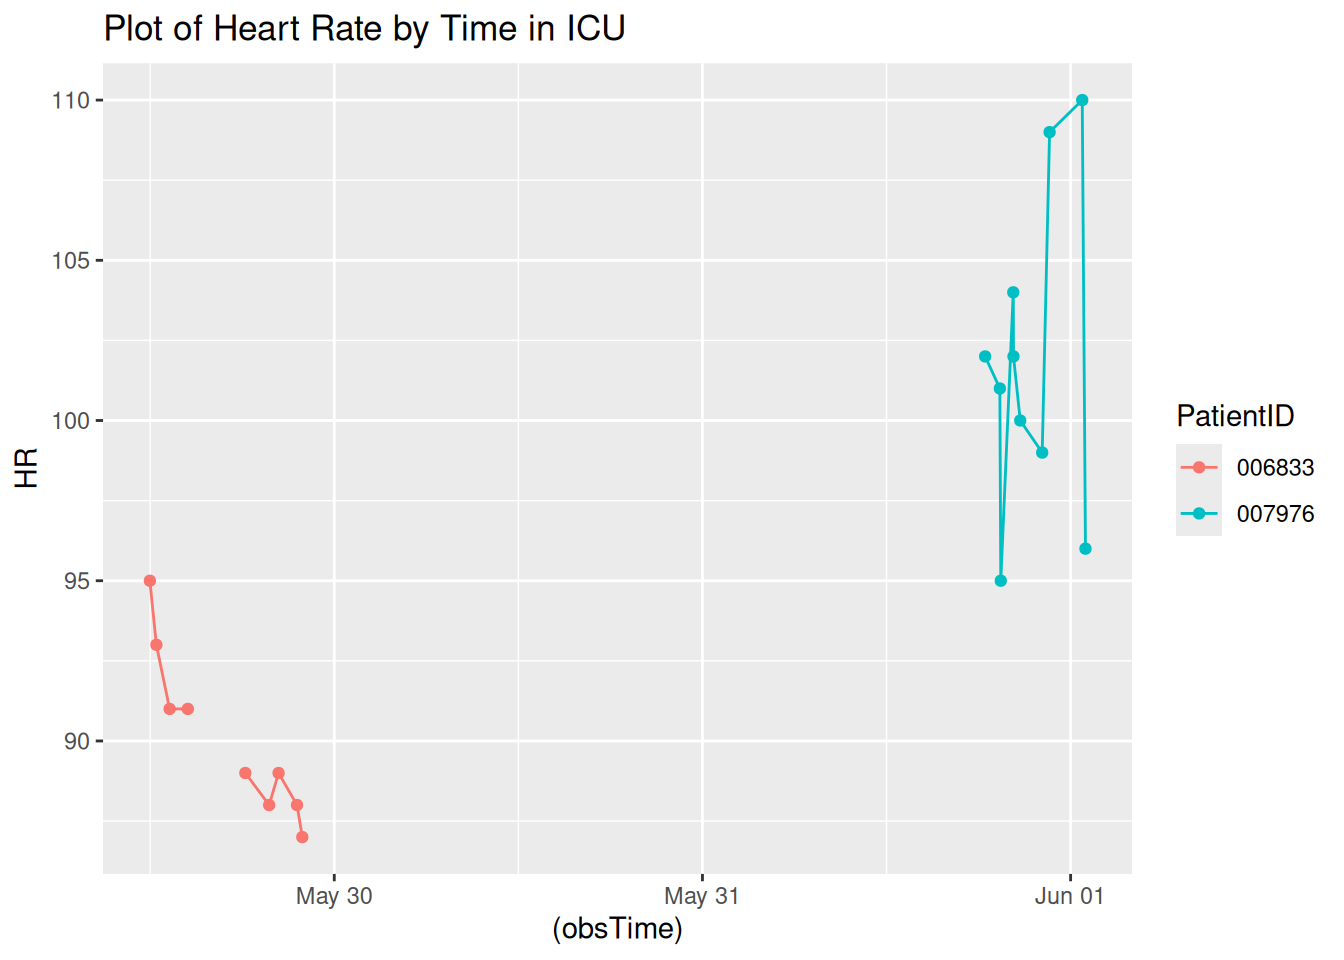 Plot of Heart Rate by Time in ICU
110
105
100
95
90
HR
May 30
May 31
Jun 01
(obsTime)
PatientID
006833
007976